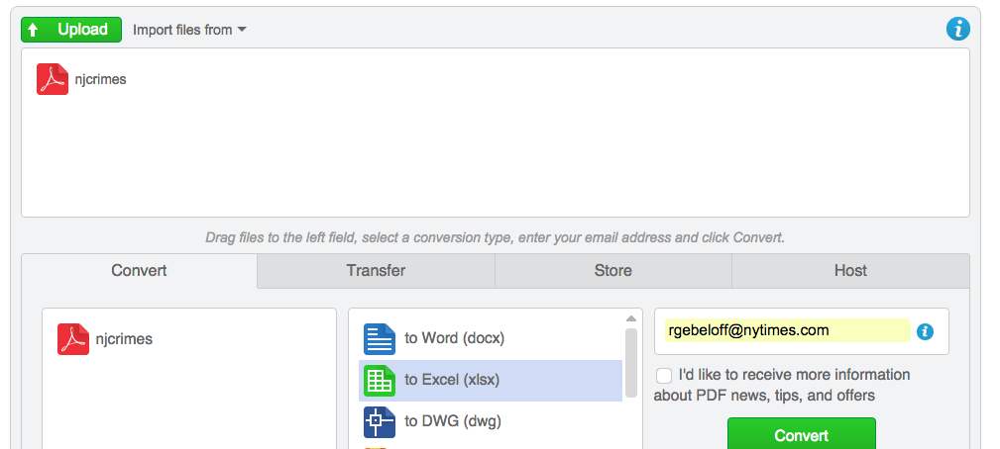 Upload Import files from
njcrimes
Drag files to the left field, select a conversion type, enter your email address and click Convert.
Convert Transfer Store Host
njcrimes
to Word (docx)
to Excel (xlsx)
to DWG (dwg)
rgebeloff@nytimes.com
I'd like to receive more information
about PDF news, tips, and offers
Convert